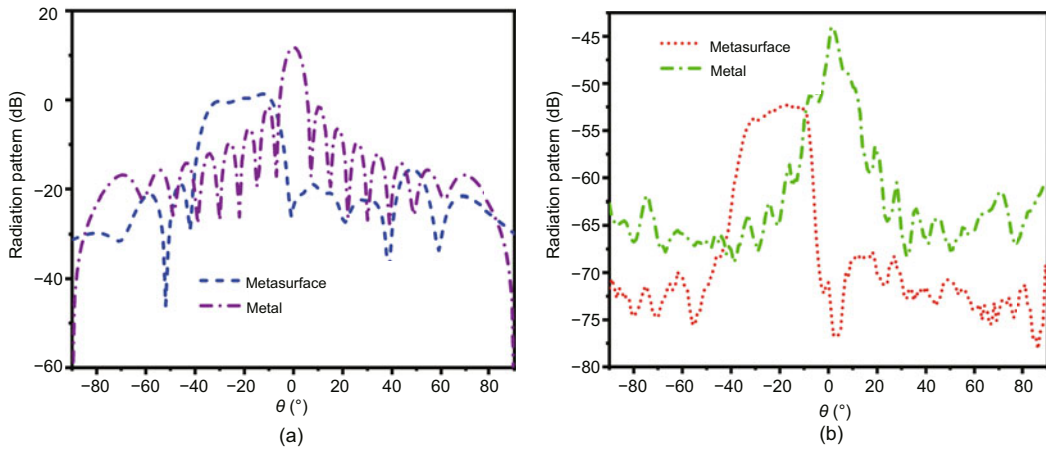 20
0
−20
−40
−60
Radiation pattern (dB)
Metasurface
Metal
−80 −60 −40 −20 0 20 40 60 80
θ (°)
(a)
−45
−50
−55
−60
−65
−70
−75
−80
Radiation pattern (dB)
Metasurface
Metal
−80 −60 −40 −20 0 20 40 60 80
θ (°)
(b)